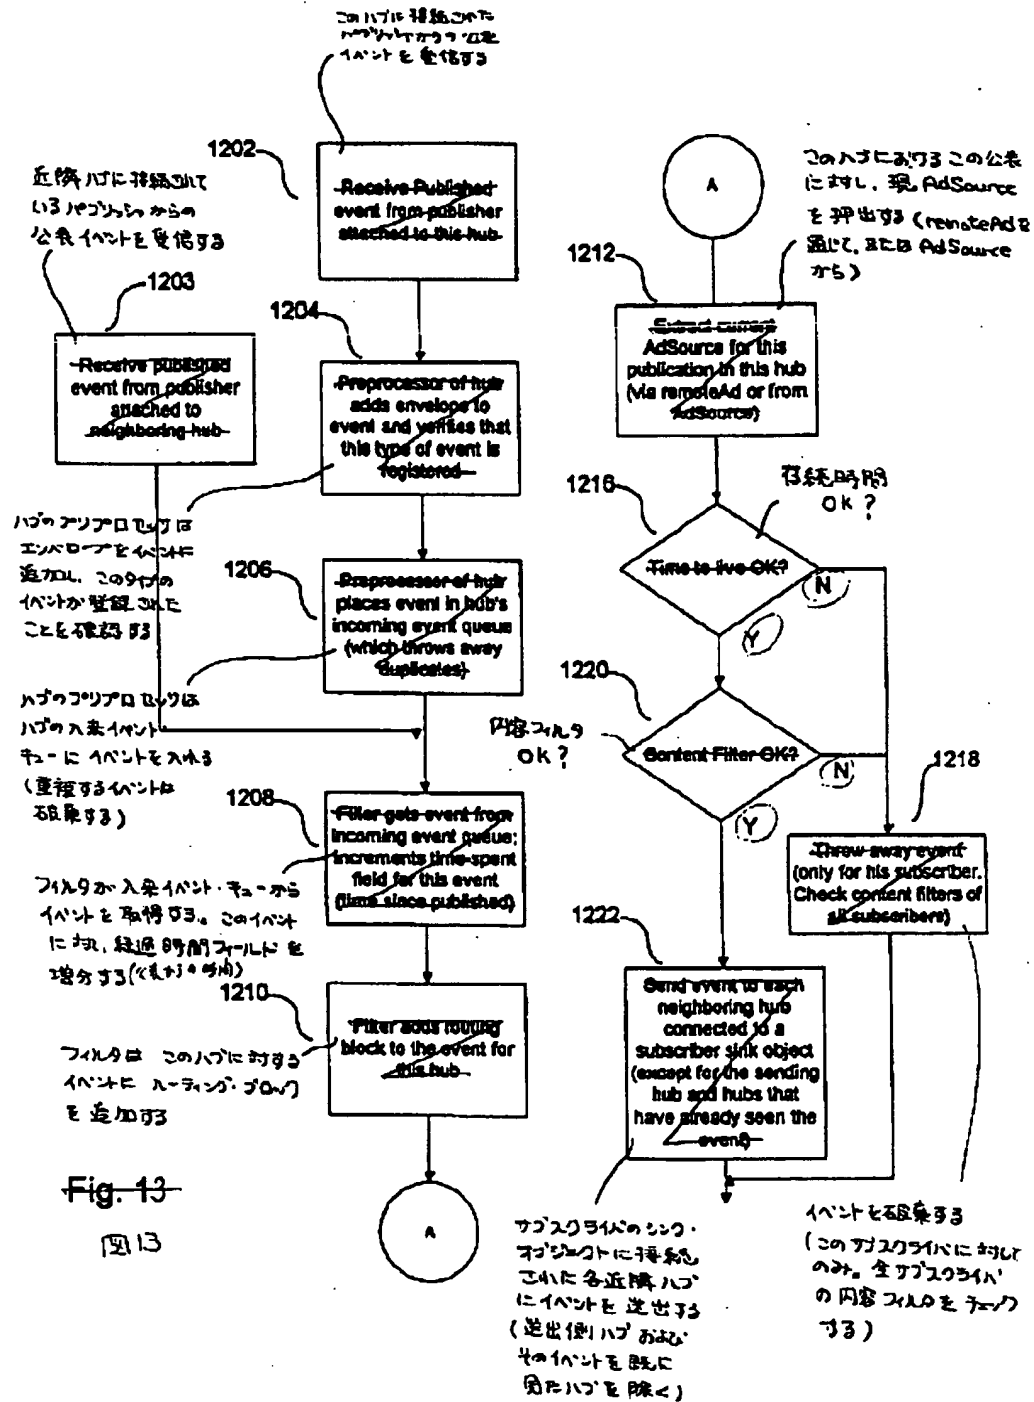 このハブに接続された
パブリッシャからの公表
イベントを受信する
1202
Receive Published
event from publisher
attached to this hub
近隣ハブに接続されて
いるパブリッシャからの
公表イベントを受信する
1203
Receive published
event from publisher
attached to
neighboring hub
1204
Preprocessor of hub
adds envelope to
event and verifies that
this type of event is
registered
ハブのプリプロセッサは
エンベロープをイベントに
追加し、このタイプの
イベントが登録された
ことを確認する
1206
Preprocessor of hub
places event in hub's
incoming event queue
(which throws away
duplicates)
ハブのプリプロセッサは
ハブの入来イベント
キューにイベントを入れる
(重複するイベントは
破棄する)
1208
Filter gets event from
incoming event queue;
increments time-spent
field for this event
(time since published)
フィルタが入来イベント・キューから
イベントを取得する。このイベント
に対し、経過時間フィールドを
増分する(公表からの時間)
1210
Filter adds routing
block to the event for
this hub
フィルタは このハブに対する
イベントに ルーティング・ブロック
を追加する
A
Fig. 13
図13
A
このハブにおけるこの公表
に対し、現 AdSource
を押出する (remoteAdを
通じて、または AdSource
から)
1212
Extract current
AdSource for this
publication in this hub
(via remoteAd or from
AdSource)
1216
存続時間
OK?
Time to live OK?
N
Y
1220
内容フィルタ
OK?
Content Filter OK?
N
Y
1218
Throw away event
(only for his subscriber.
Check content filters of
all subscribers)
1222
Send event to each
neighboring hub
connected to a
subscriber sink object
(except for the sending
hub and hubs that
have already seen the
event)
サブスクライバのシンク・
オブジェクトに接続
された各近隣ハブ
にイベントを送出する
(送出側ハブおよび
そのイベントを既に
見たハブを除く)
イベントを破棄する
(このサブスクライバに対して
のみ。全サブスクライバ
の内容フィルタをチェック
する)